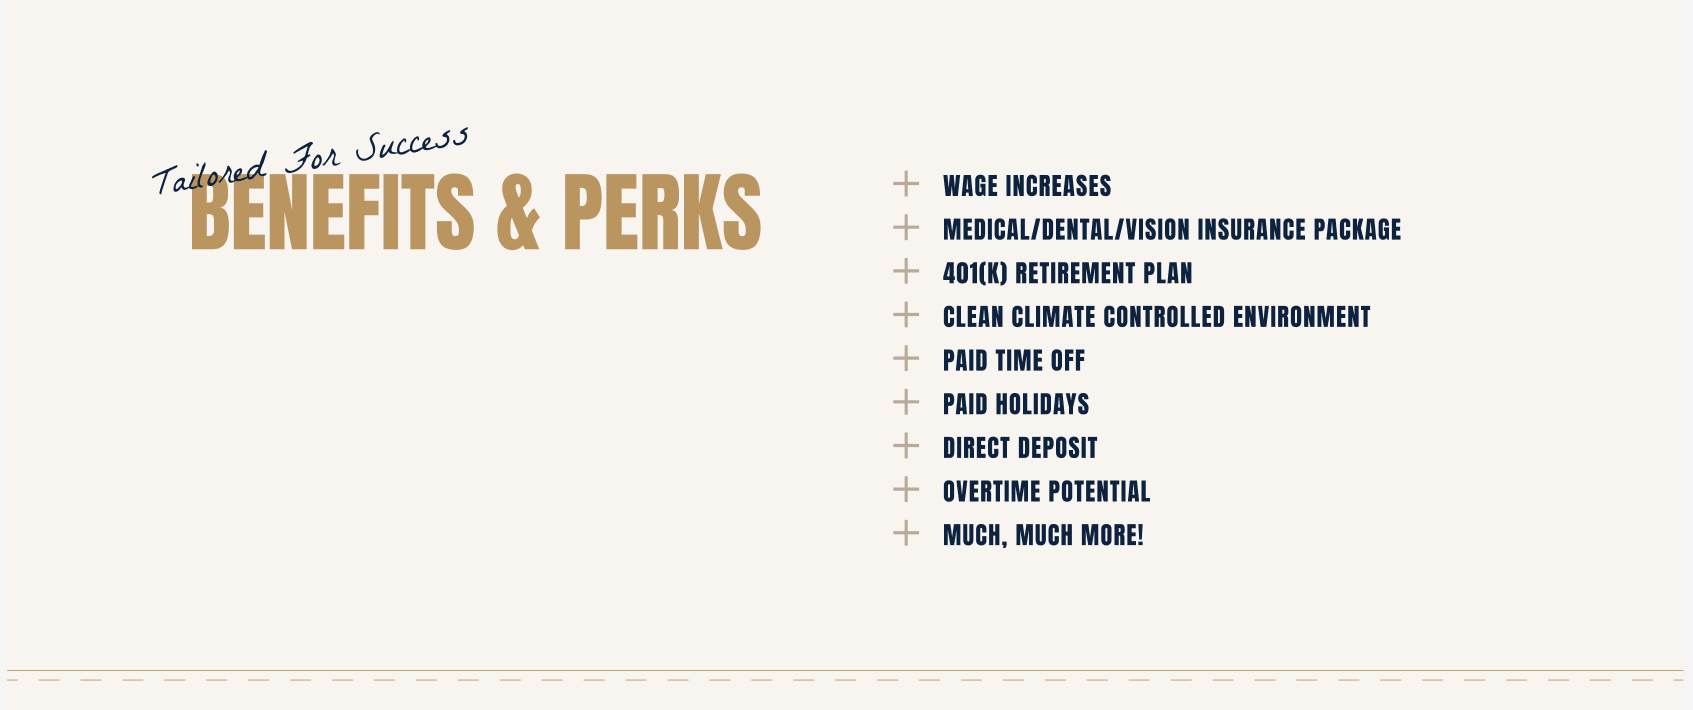 Tailored For Success
BENEFITS & PERKS
WAGE INCREASES
MEDICAL/DENTAL/VISION INSURANCE PACKAGE
401(K) RETIREMENT PLAN
CLEAN CLIMATE CONTROLLED ENVIRONMENT
PAID TIME OFF
PAID HOLIDAYS
DIRECT DEPOSIT
OVERTIME POTENTIAL
MUCH, MUCH MORE!